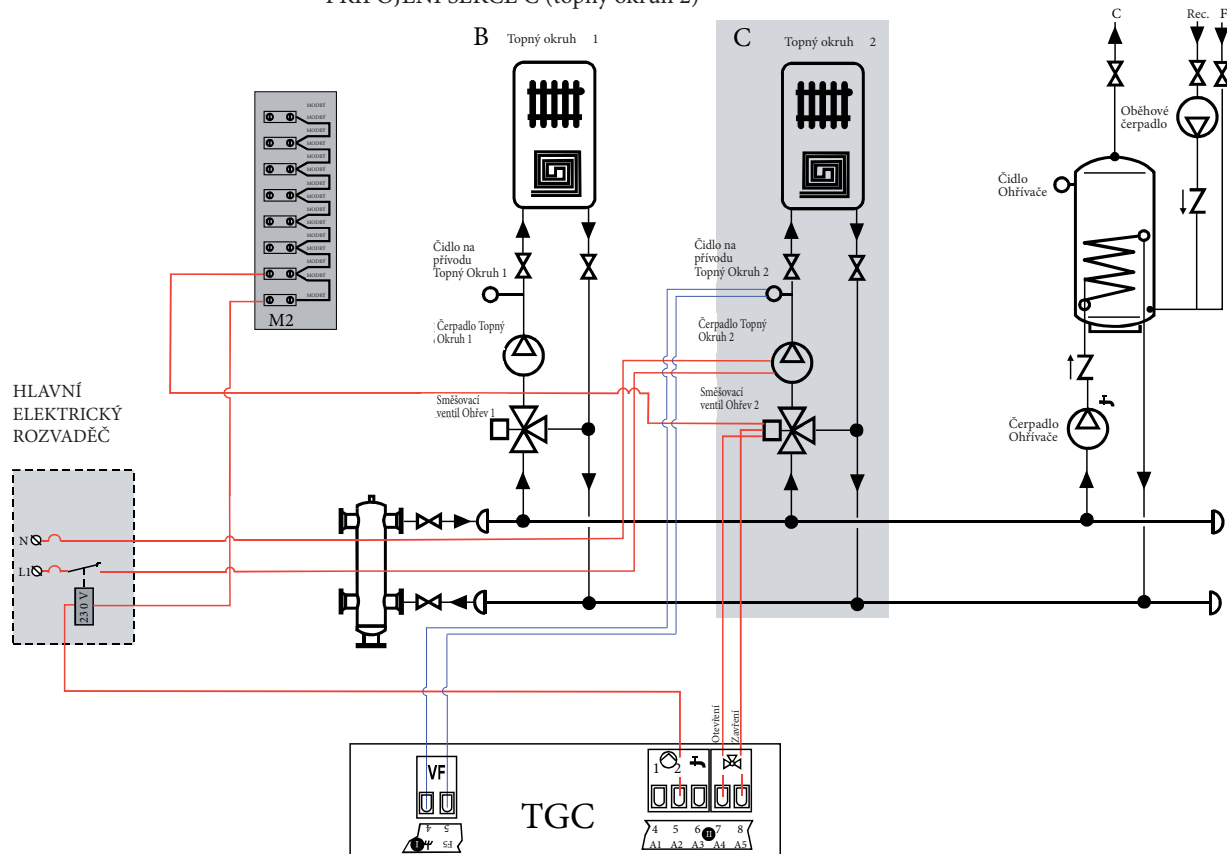 PŘIPOJENÍ SEKCE C (topný okruh 2)
B Topný okruh 1
C Topný okruh 2
C
Rec.
F
MODRÝ
MODRÝ
MODRÝ
MODRÝ
MODRÝ
MODRÝ
MODRÝ
MODRÝ
MODRÝ
MODRÝ
MODRÝ
MODRÝ
MODRÝ
MODRÝ
M2
Oběhové
čerpadlo
Čidlo
Ohřívače
Čidlo na
přívodu
Topný Okruh 1
Čidlo na
přívodu
Topný Okruh 2
Čerpadlo Topný
Okruh 1
Čerpadlo Topný
Okruh 2
Směšovací
ventil Ohřev 1
Směšovací
ventil Ohřev 2
Čerpadlo
Ohřívače
HLAVNÍ
ELEKTRICKÝ
ROZVADĚČ
N
L1
230 V
Otevření
Zavření
VF
1 2
TGC
4 5
I F5
4 5 6 7 8
II
A1 A2 A3 A4 A5